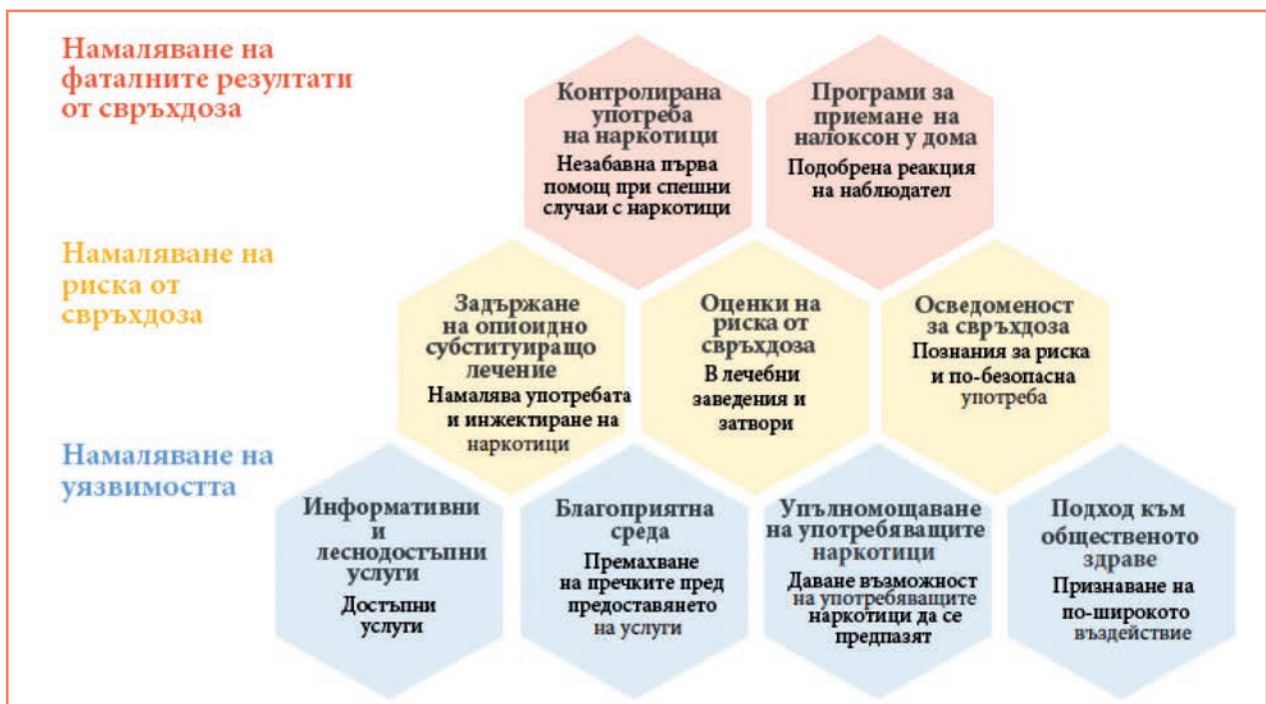 Намаляване на
фаталните резултати
от свръхдоза
Контролирана
употреба
на наркотици
Незабавна първа
помощ при спешни
случаи с наркотици
Програми за
приемане на
налоксон у дома
Подобрена реакция
на наблюдател
Намаляване на
риска от
свръхдоза
Задържане
на опиоидно
субституиращо
лечение
Намалява употребата
и инжектиране на
наркотици
Оценки на
риска от
свръхдоза
В лечебни
заведения и
затвори
Осведоменост
за свръхдоза
Познания за риска
и по-безопасна
употреба
Намаляване на
уязвимостта
Информативни
и
леснодостъпни
услуги
Достъпни
услуги
Благоприятна
среда
Премахване
на пречките пред
предоставянето
на услуги
Упълномощаване
на употребяващите
наркотици
Даване възможност
на употребяващите
наркотици да се
предпазят
Подход към
общественото
здраве
Признаване на
по-широкото
въздействие